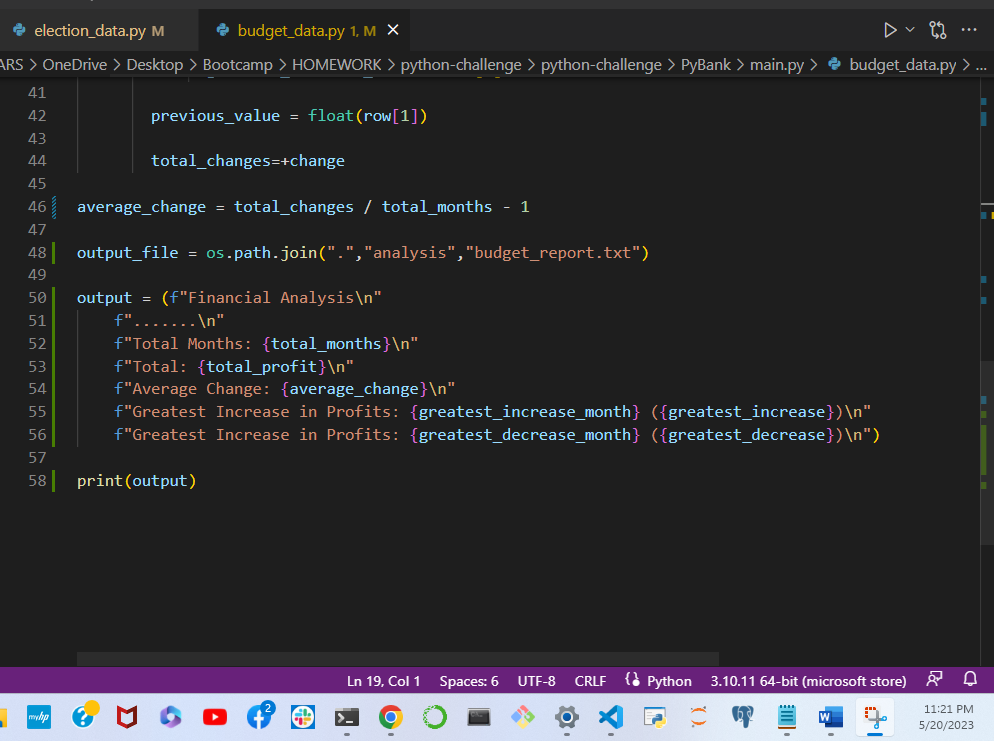 election_data.py M
budget_data.py 1, M
ARS > OneDrive > Desktop > Bootcamp > HOMEWORK > python-challenge > python-challenge > PyBank > main.py > budget_data.py > ...
41
42 previous_value = float(row[1])
43
44 total_changes=+change
45
46 average_change = total_changes / total_months - 1
47
48 output_file = os.path.join(".","analysis","budget_report.txt")
49
50 output = (f"Financial Analysis\n"
51 f".......\n"
52 f"Total Months: {total_months}\n"
53 f"Total: {total_profit}\n"
54 f"Average Change: {average_change}\n"
55 f"Greatest Increase in Profits: {greatest_increase_month} ({greatest_increase})\n"
56 f"Greatest Increase in Profits: {greatest_decrease_month} ({greatest_decrease})\n")
57
58 print(output)
Ln 19, Col 1 Spaces: 6 UTF-8 CRLF Python 3.10.11 64-bit (microsoft store)
myhp
2
11:21 PM
5/20/2023